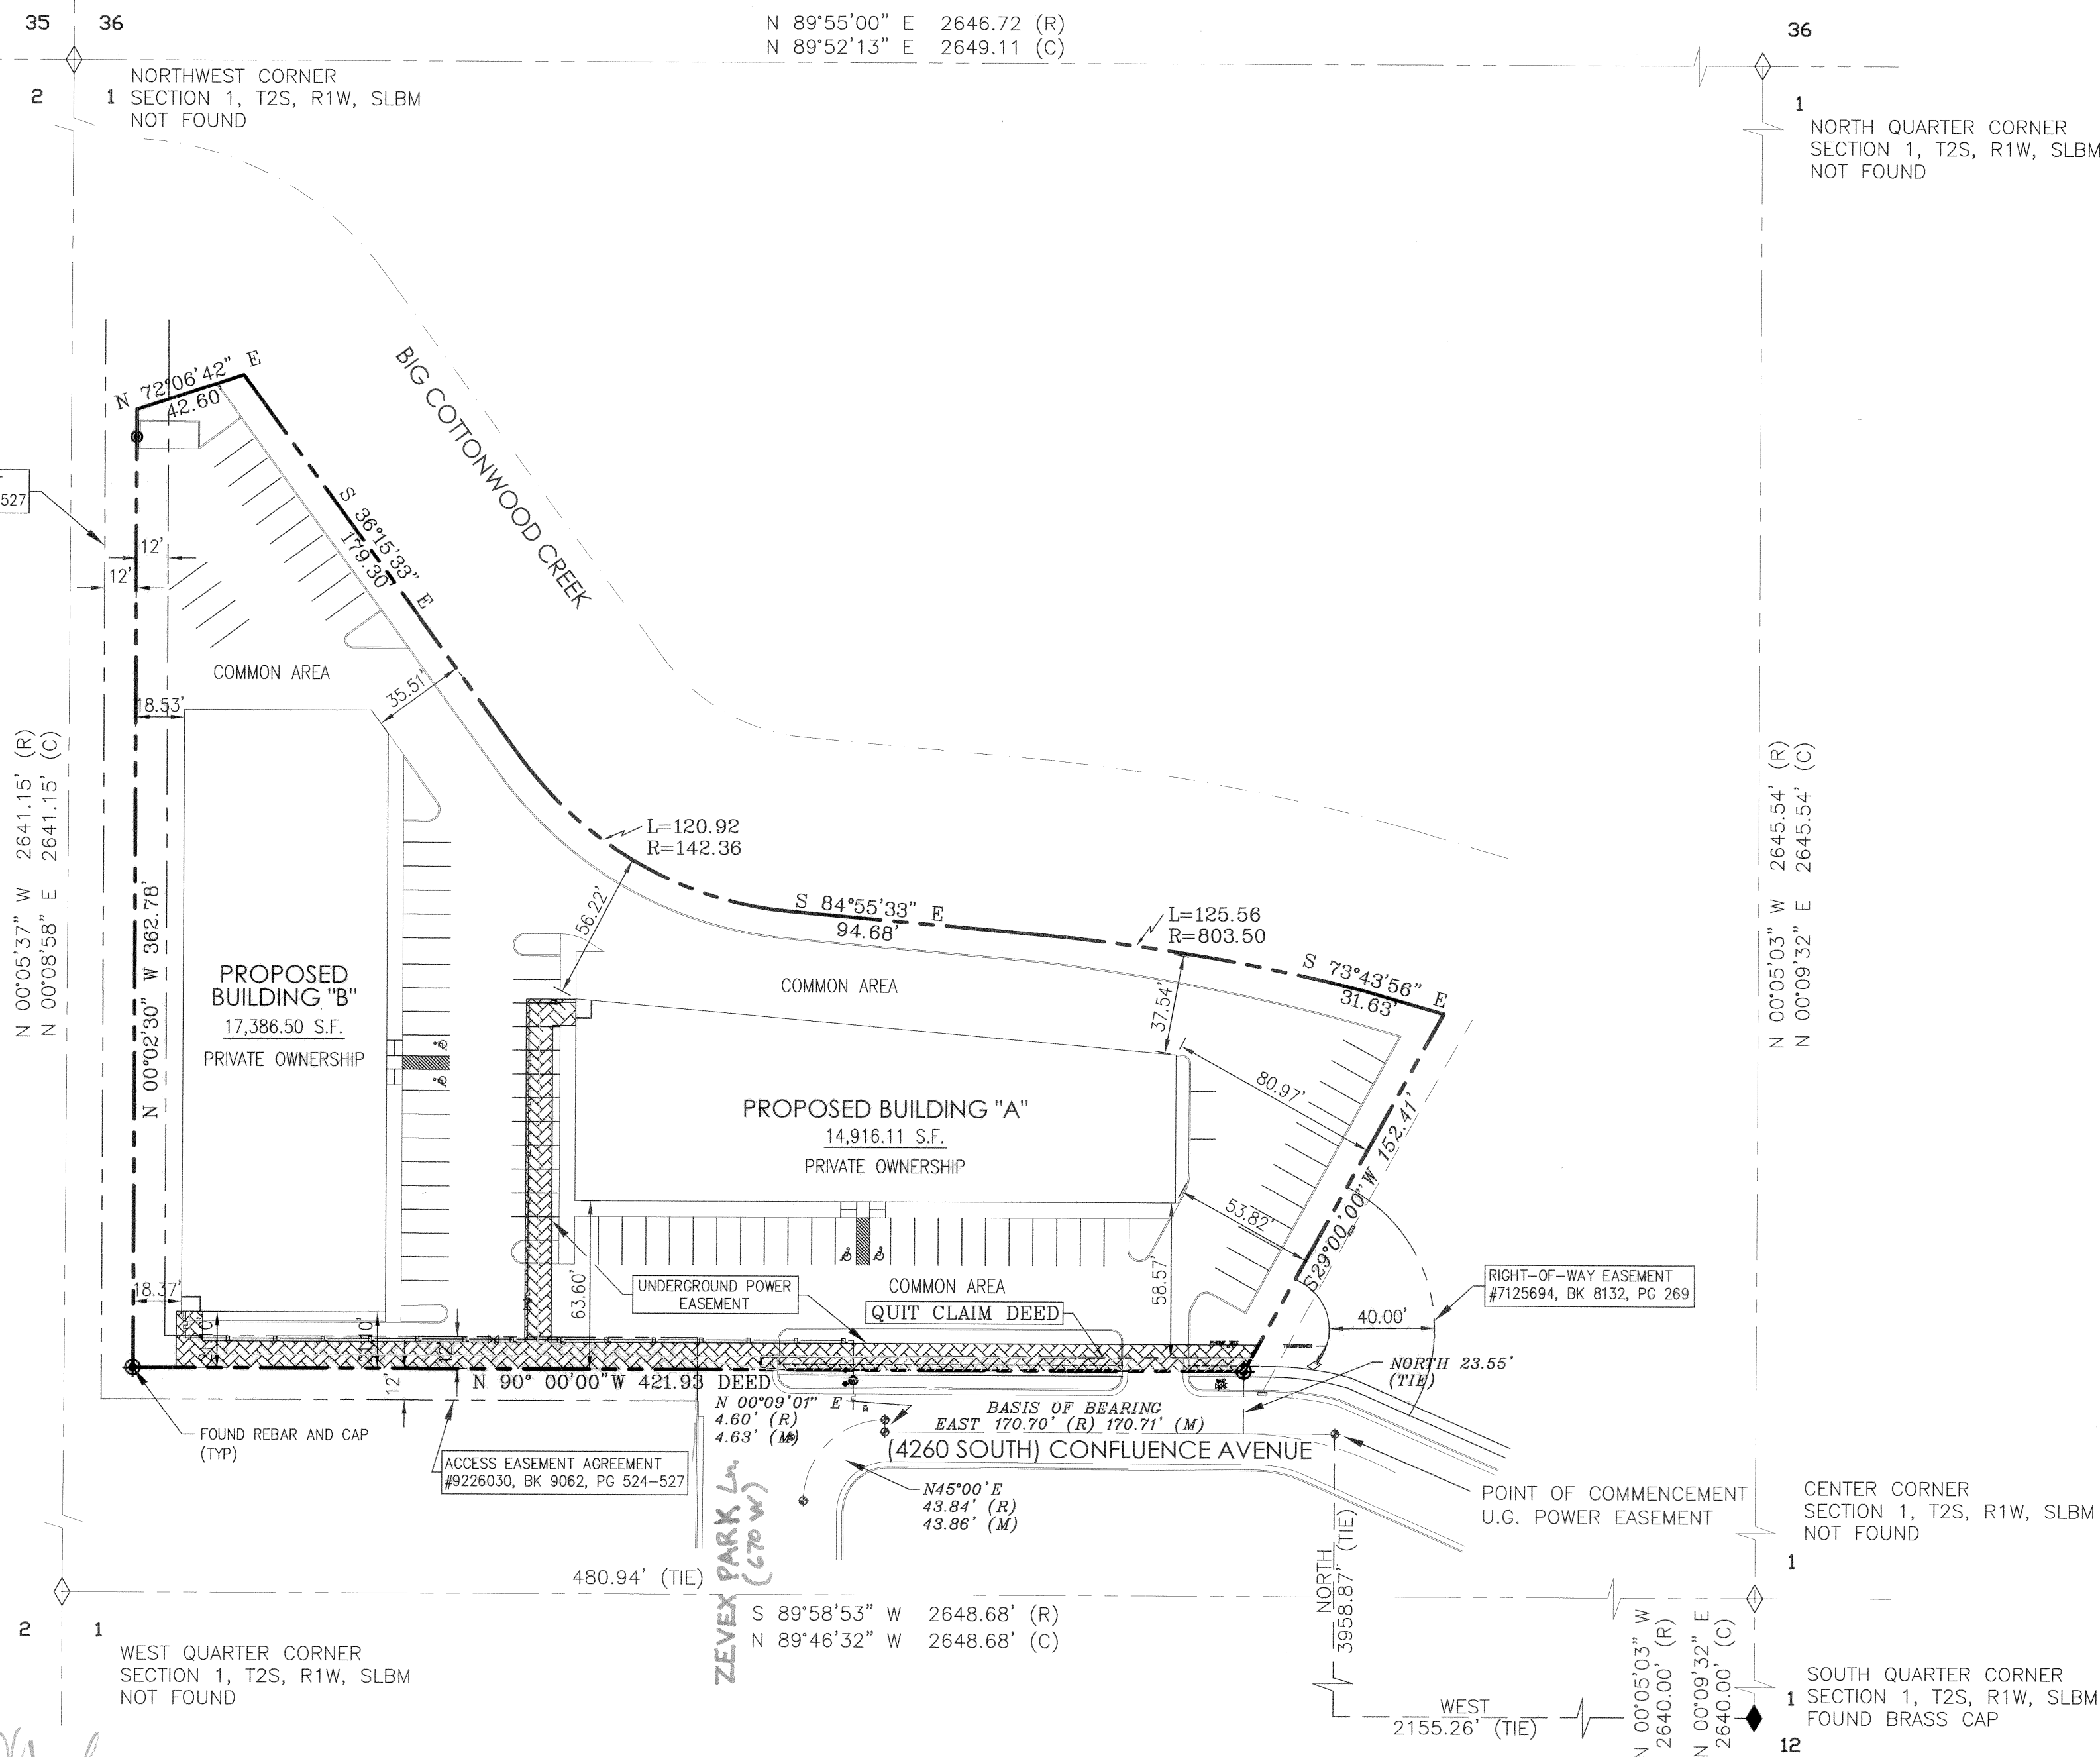 35
36
N 89°55'00" E 2646.72 (R)
N 89°52'13" E 2649.11 (C)
36
2
1
NORTHWEST CORNER
SECTION 1, T2S, R1W, SLBM
NOT FOUND
1
NORTH QUARTER CORNER
SECTION 1, T2S, R1W, SLBM
NOT FOUND
BIG COTTONWOOD CREEK
N 72°06'42" E
42.60'
527
12'
12'
S 36°15'33" E
179.30'
COMMON AREA
35.51'
18.53'
N 00°05'37" W 2641.15' (R)
N 00°08'58" E 2641.15' (C)
N 00°02'30" W 362.78'
PROPOSED
BUILDING "B"
17,386.50 S.F.
PRIVATE OWNERSHIP
L=120.92
R=142.36
56.22'
S 84°55'33" E
94.68'
L=125.56
R=803.50
S 73°43'56" E
31.63'
COMMON AREA
37.54'
80.97'
N 00°05'03" W 2645.54' (R)
N 00°09'32" E 2645.54' (C)
PROPOSED BUILDING "A"
14,916.11 S.F.
PRIVATE OWNERSHIP
S29°00'00"W 152.41'
53.82'
18.37'
63.60'
58.57'
UNDERGROUND POWER
EASEMENT
COMMON AREA
QUIT CLAIM DEED
RIGHT-OF-WAY EASEMENT
#7125694, BK 8132, PG 269
40.00'
TRANSFORMER
12'
12'
N 90° 00'00"W 421.93 DEED
NORTH 23.55'
(TIE)
N 00°09'01" E
4.60' (R)
4.63' (M)
BASIS OF BEARING
EAST 170.70' (R) 170.71' (M)
(4260 SOUTH) CONFLUENCE AVENUE
FOUND REBAR AND CAP
(TYP)
ACCESS EASEMENT AGREEMENT
#9226030, BK 9062, PG 524-527
N45°00'E
43.84' (R)
43.86' (M)
ZEVEX PARK Ln.
(670 W)
POINT OF COMMENCEMENT
U.G. POWER EASEMENT
CENTER CORNER
SECTION 1, T2S, R1W, SLBM
NOT FOUND
1
480.94' (TIE)
NORTH
3958.87' (TIE)
S 89°58'53" W 2648.68' (R)
N 89°46'32" W 2648.68' (C)
2
1
WEST QUARTER CORNER
SECTION 1, T2S, R1W, SLBM
NOT FOUND
N 00°05'03" W
2640.00' (R)
N 00°09'32" E
2640.00' (C)
WEST
2155.26' (TIE)
SOUTH QUARTER CORNER
1 SECTION 1, T2S, R1W, SLBM
FOUND BRASS CAP
12